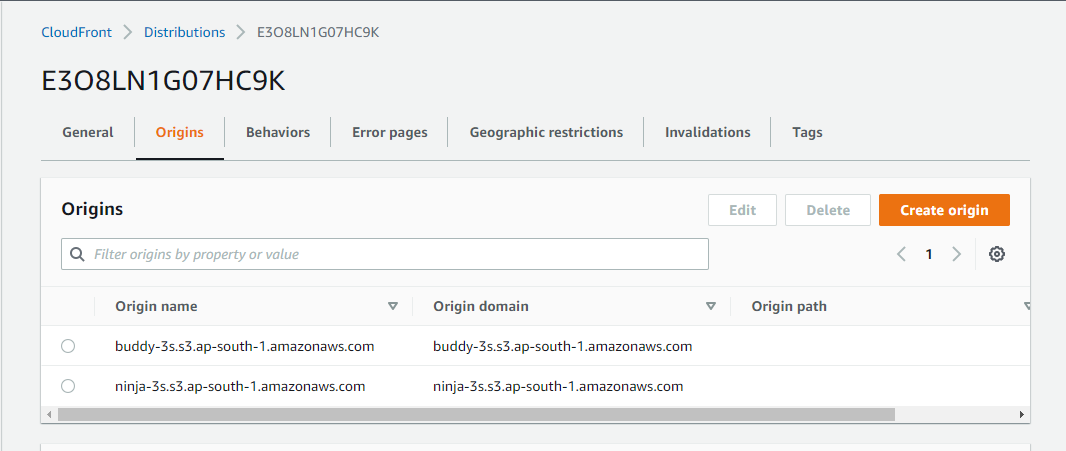 CloudFront > Distributions > E3O8LN1G07HC9K
E3O8LN1G07HC9K
General Origins Behaviors Error pages Geographic restrictions Invalidations Tags
Origins Edit Delete Create origin
Filter origins by property or value 1
Origin name Origin domain Origin path
buddy-3s.s3.ap-south-1.amazonaws.com buddy-3s.s3.ap-south-1.amazonaws.com
ninja-3s.s3.ap-south-1.amazonaws.com ninja-3s.s3.ap-south-1.amazonaws.com